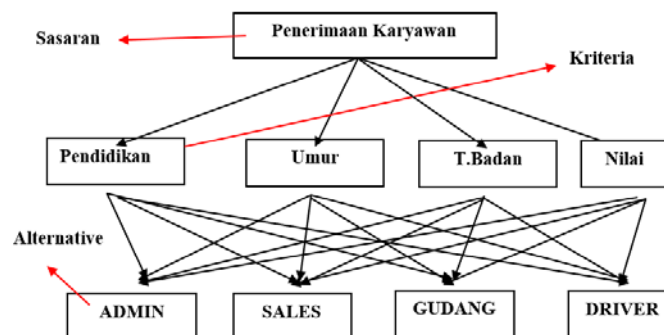 Penerimaan Karyawan
Sasaran
Kriteria
Pendidikan
Umur
T.Badan
Nilai
Alternative
ADMIN
SALES
GUDANG
DRIVER